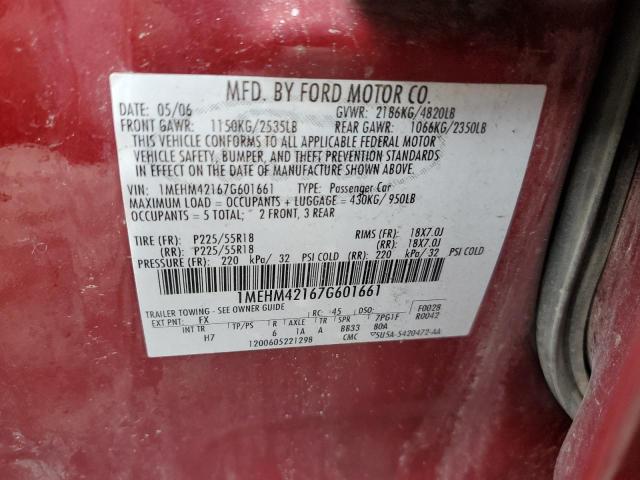 MFD. BY FORD MOTOR CO.
DATE: 05/06 GVWR: 2186KG/4820LB
FRONT GAWR: 1150KG/2535LB REAR GAWR: 1066KG/2350LB
THIS VEHICLE CONFORMS TO ALL APPLICABLE FEDERAL MOTOR
VEHICLE SAFETY, BUMPER, AND THEFT PREVENTION STANDARDS
IN EFFECT ON THE DATE OF MANUFACTURE SHOWN ABOVE.
VIN: 1MEHM42167G601661 TYPE: Passenger Car
MAXIMUM LOAD = OCCUPANTS + LUGGAGE = 430KG/ 950LB
OCCUPANTS = 5 TOTAL; 2 FRONT, 3 REAR
TIRE (FR): P225/55R18 RIMS (FR): 18X7.0J
(RR): P225/55R18 (RR): 18X7.0J
PRESSURE (FR): 220 kPa/ 32 PSI COLD (RR): 220 kPa/ 32 PSI COLD
1MEHM42167G601661
TRAILER TOWING - SEE OWNER GUIDE
EXT PNT: FX RC: 45 DSO: F0028
INT TR TP/PS R AXLE TR SPR 7PG1F R0042
H7 6 1A A BB33 80A
1200605221298 CMC 5U5A-5420472-AA